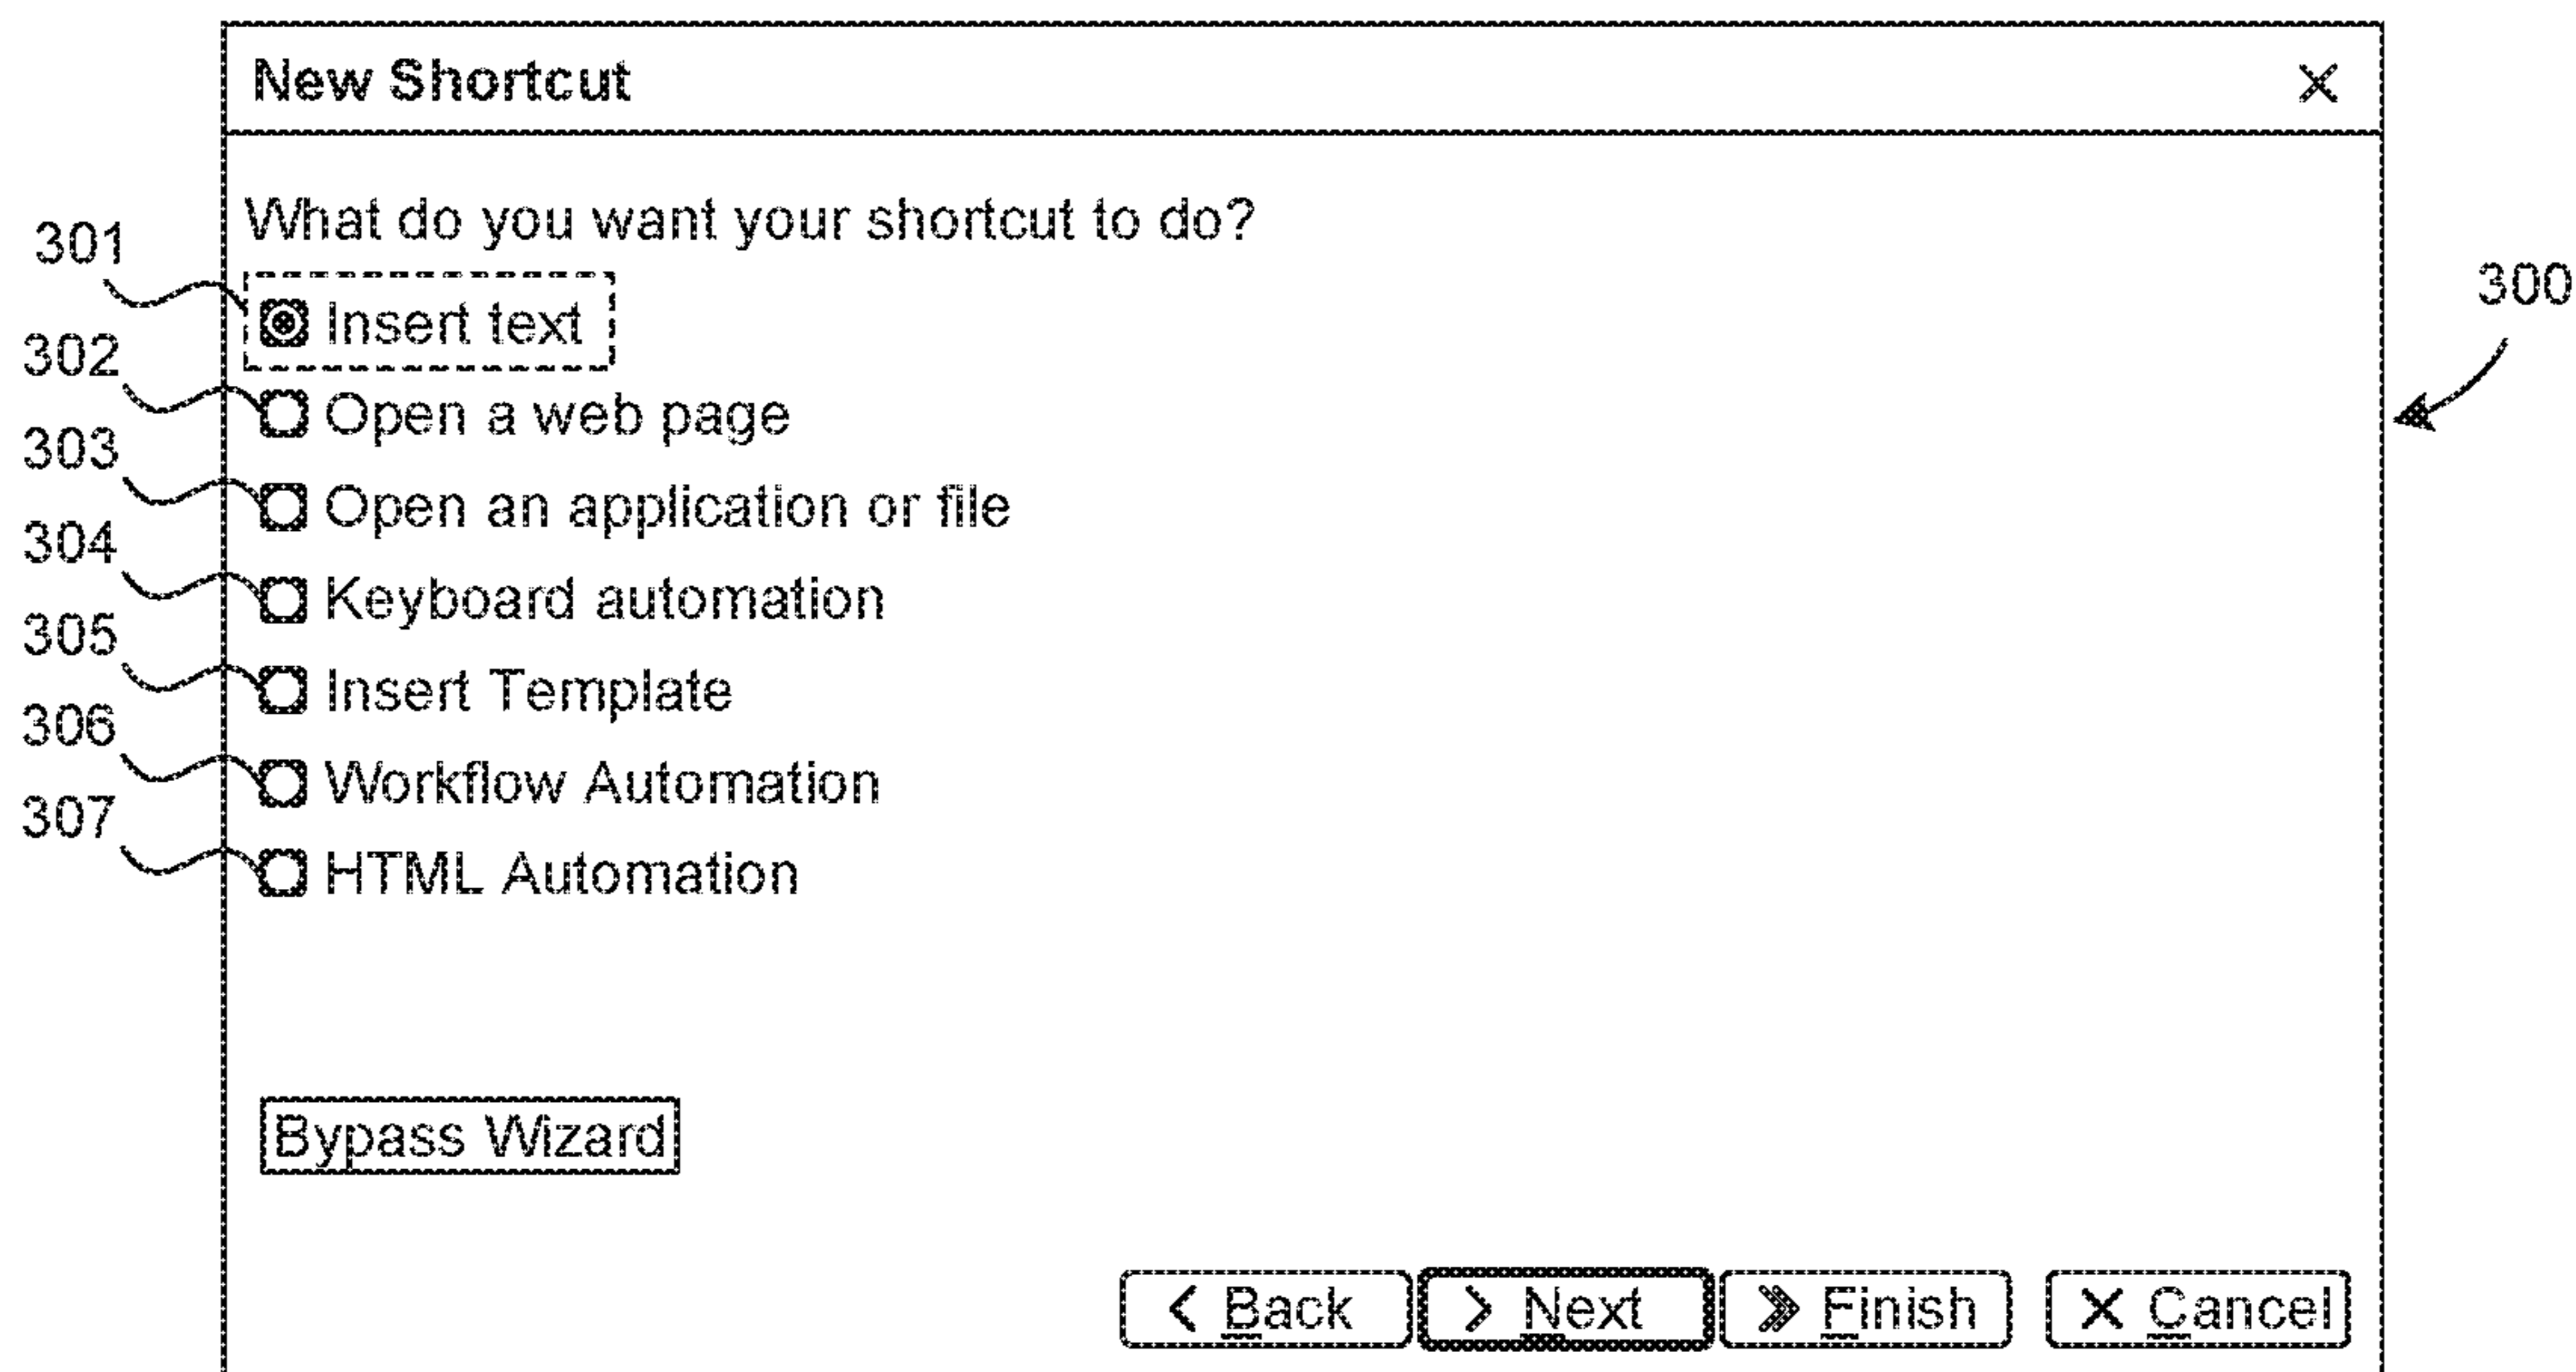 New Shortcut
What do you want your shortcut to do?
301
Insert text
300
302
Open a web page
303
Open an application or file
304
Keyboard automation
305
Insert Template
306
Workflow Automation
307
HTML Automation
Bypass Wizard
Back Next Finish Cancel